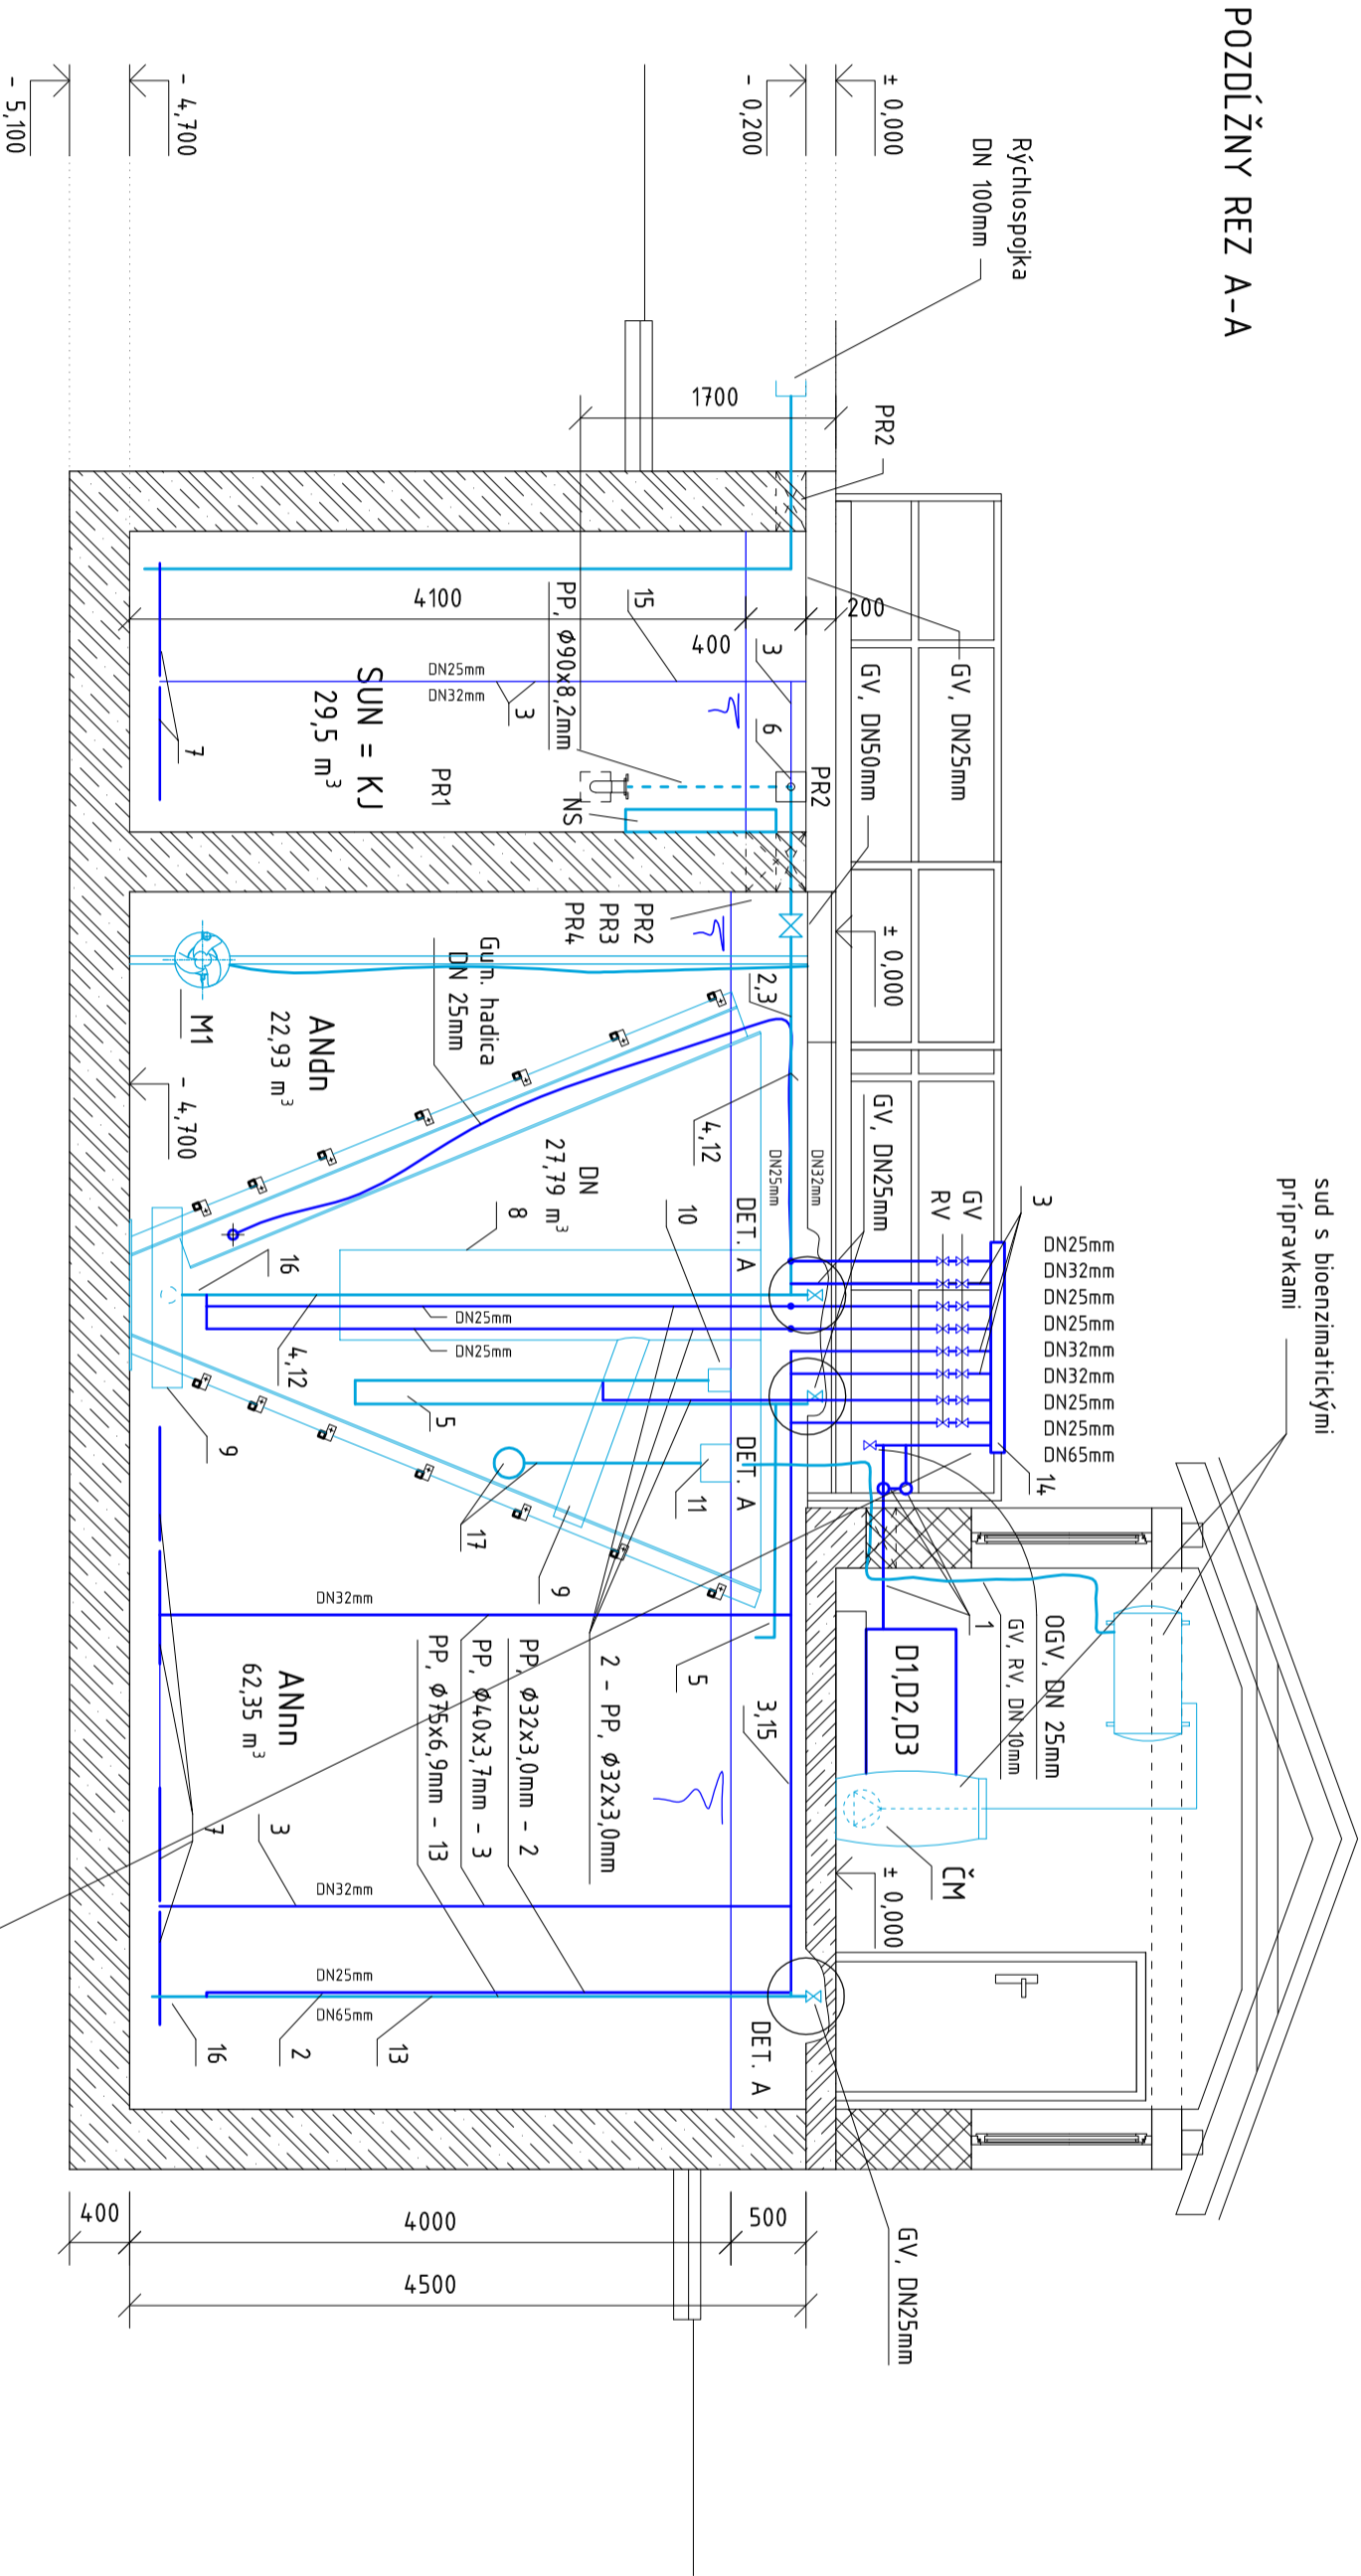 POZDĹŽNY REZ A-A
sud s bioenzimatickými
prípravkami
Rýchlospojka
DN 100mm
± 0,000
- 0,200
- 4,700
- 5,100
1700
PR2
200
400
4100
GV, DN25mm
GV, DN50mm
3
6
15
PP, Ø90x8,2mm
DN25mm
DN32mm
3
SUN = KJ
29,5 m³
7
PR1
PR2
NS
± 0,000
PR2
PR3
PR4
2,3
Gum. hadica
DN 25mm
M1
ANdn
22,93 m³
- 4,700
4,12
DN25mm
DN32mm
GV, DN25mm
GV
RV
3
DN25mm
DN32mm
DN25mm
DN25mm
DN32mm
DN32mm
DN25mm
DN25mm
DN65mm
14
DET. A
DN
27,79 m³
8
10
16
DN25mm
DN25mm
4,12
5
9
DET. A
11
17
9
1
OGV, DN 25mm
GV, RV, DN 10mm
D1,D2,D3
ČM
± 0,000
5
3,15
2 - PP, Ø32x3,0mm
PP, Ø32x3,0mm - 2
PP, Ø40x3,7mm - 3
PP, Ø75x6,9mm - 13
DN32mm
ANnn
62,35 m³
7
3
DN32mm
DN25mm
DN65mm
16
2
13
DET. A
GV, DN25mm
400
4000
500
4500